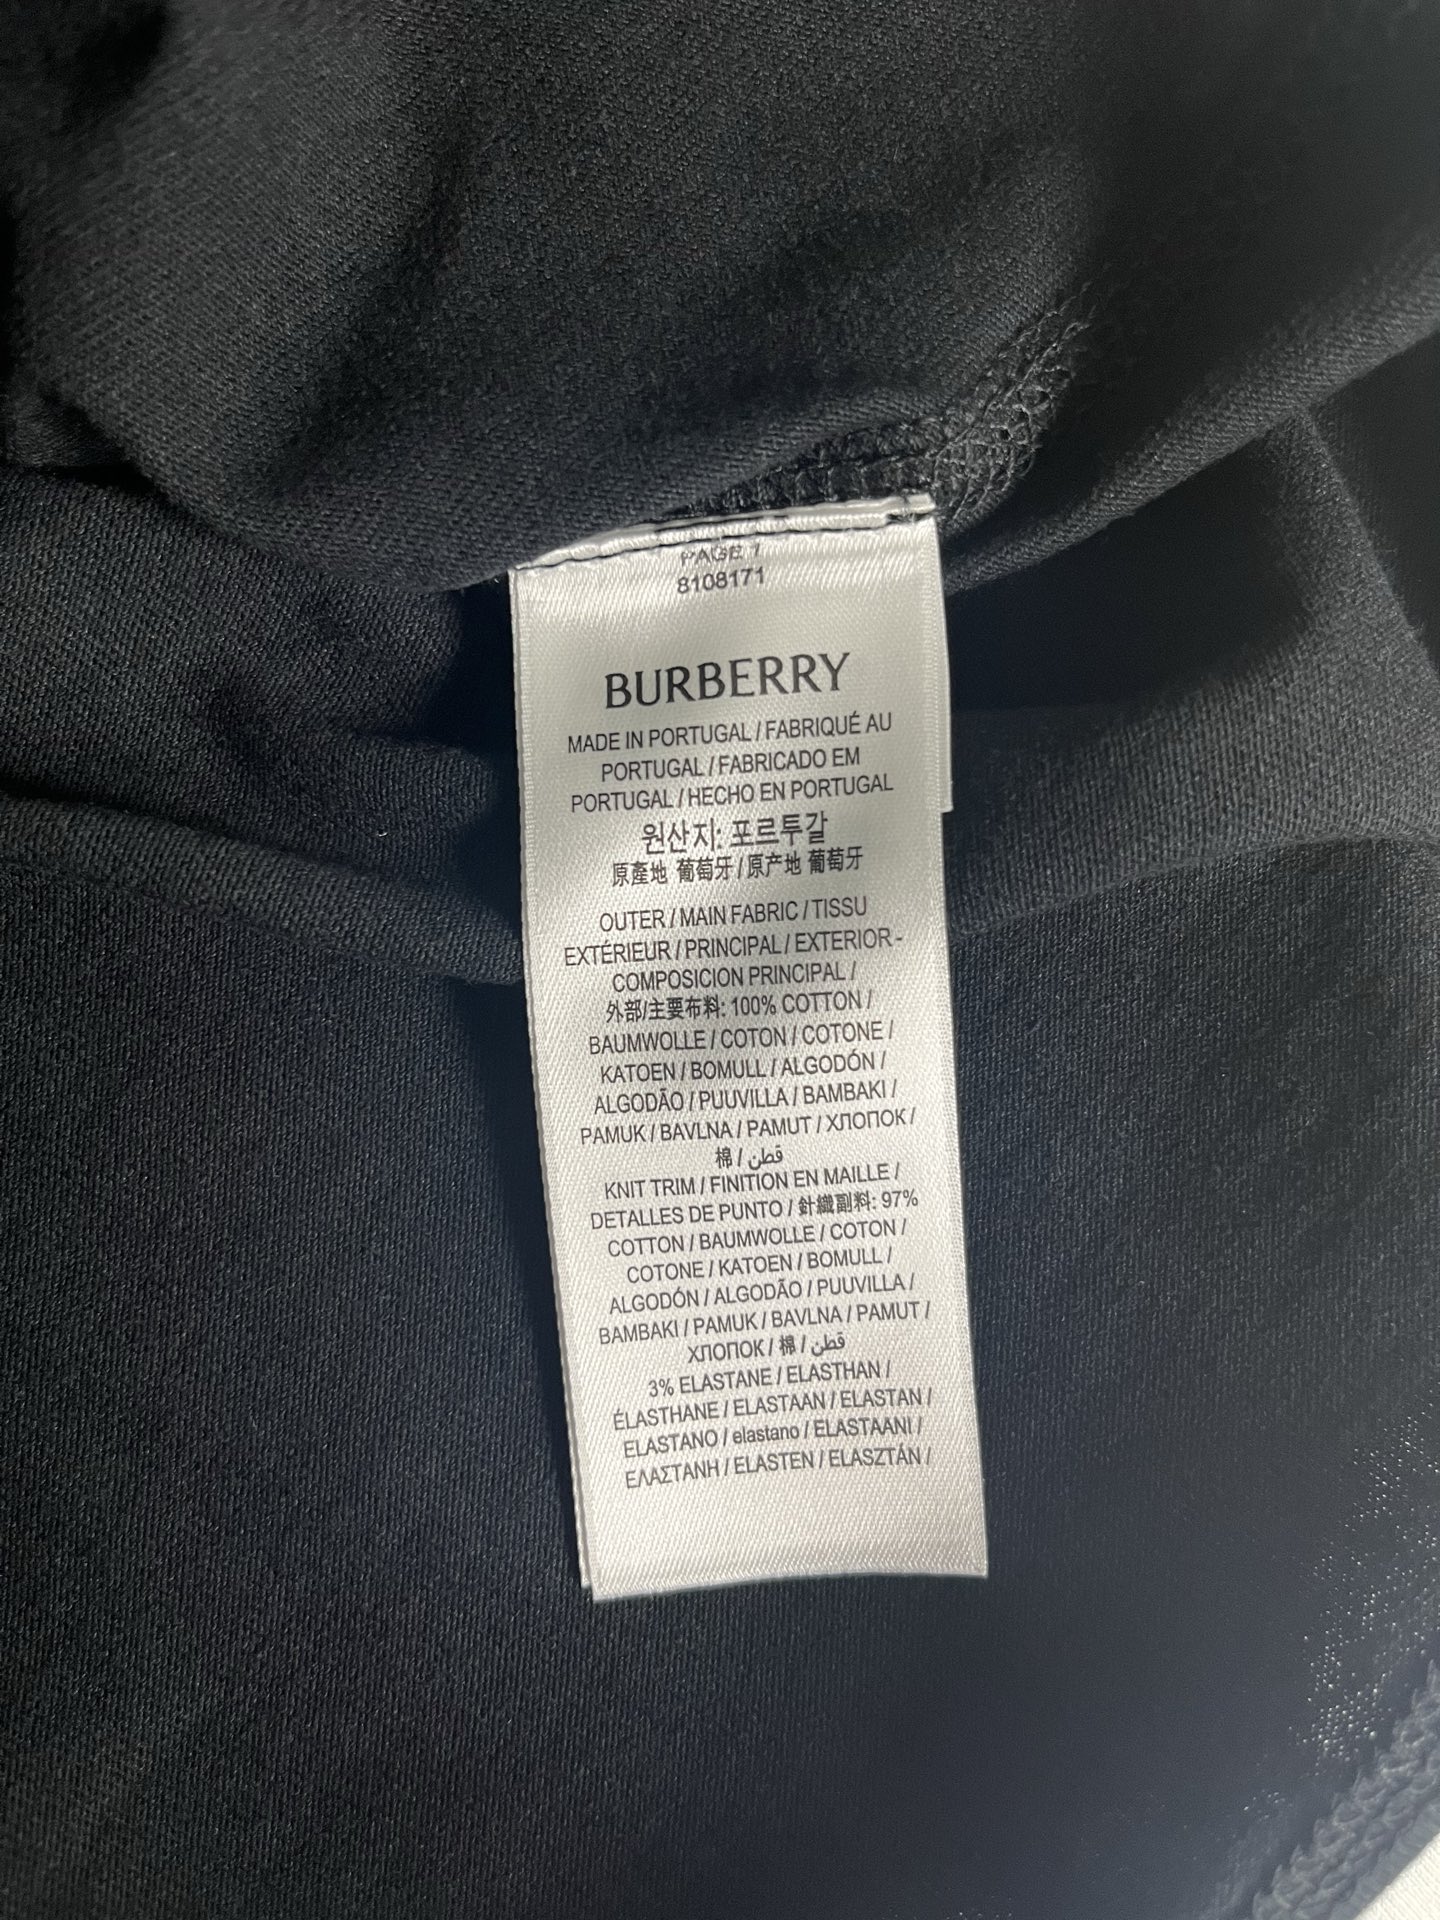 PAGE 1
8108171
BURBERRY
MADE IN PORTUGAL / FABRIQUÉ AU
PORTUGAL / FABRICADO EM
PORTUGAL / HECHO EN PORTUGAL
원산지: 포르투갈
原產地 葡萄牙 / 原产地 葡萄牙
OUTER / MAIN FABRIC / TISSU
EXTÉRIEUR / PRINCIPAL / EXTERIOR -
COMPOSICION PRINCIPAL /
外部/主要布料: 100% COTTON /
BAUMWOLLE / COTON / COTONE /
KATOEN / BOMULL / ALGODÓN /
ALGODÃO / PUUVILLA / BAMBAKI /
PAMUK / BAVLNA / PAMUT / ХЛОПОК /
棉 / قطن
KNIT TRIM / FINITION EN MAILLE /
DETALLES DE PUNTO / 針織副料: 97%
COTTON / BAUMWOLLE / COTON /
COTONE / KATOEN / BOMULL /
ALGODÓN / ALGODÃO / PUUVILLA /
BAMBAKI / PAMUK / BAVLNA / PAMUT /
ХЛОПОК / 棉 / قطن
3% ELASTANE / ELASTHAN /
ÉLASTHANE / ELASTAAN / ELASTAN /
ELASTANO / elastano / ELASTAANI /
ΕΛΑΣΤΑΝΗ / ELASTEN / ELASZTÁN /